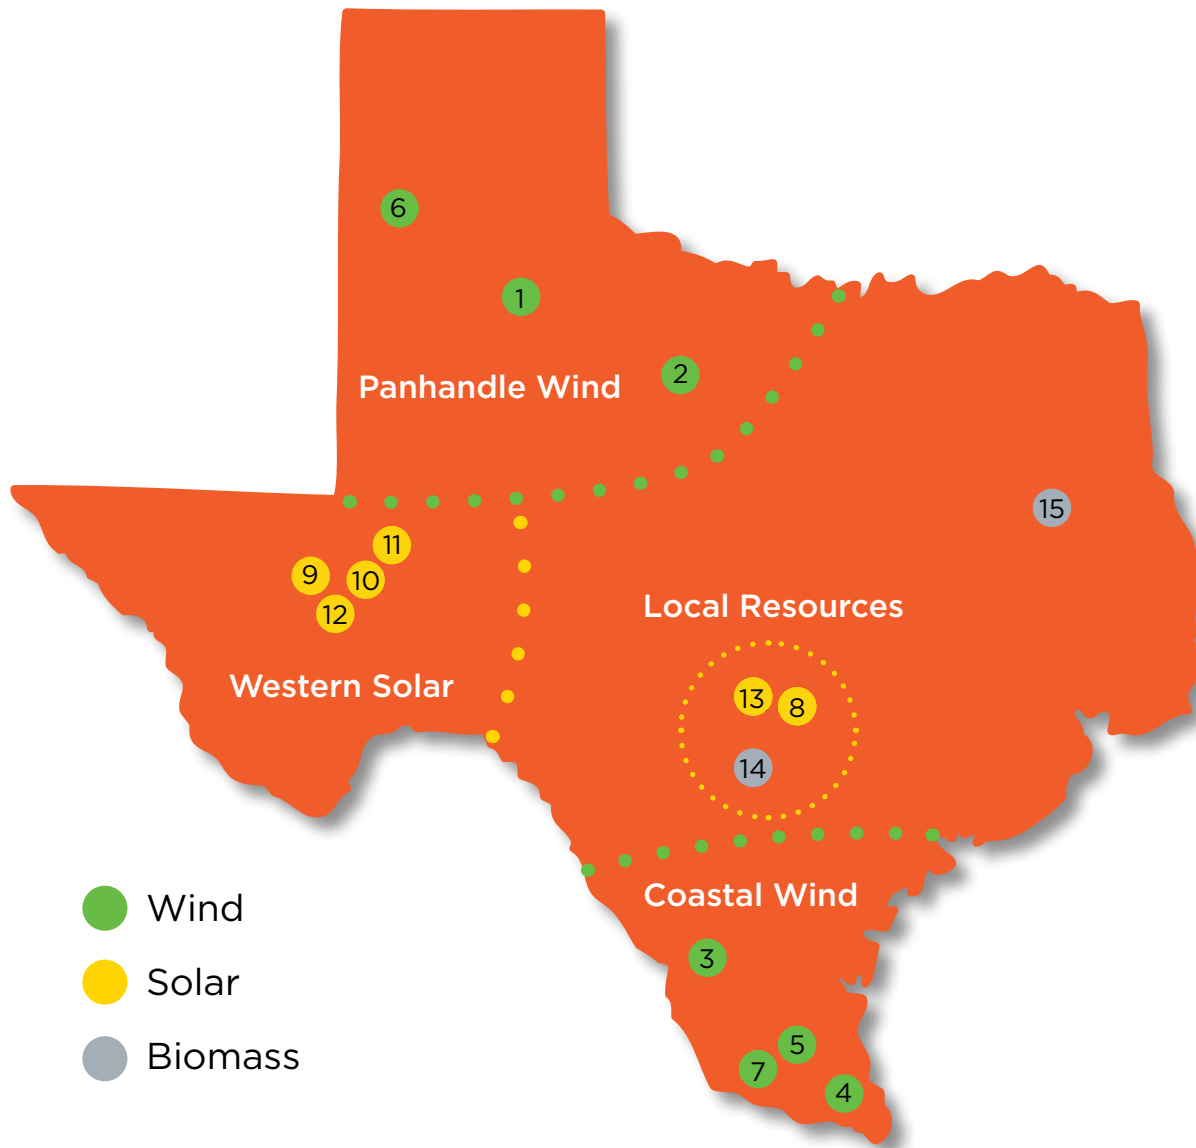 6
1
2
Panhandle Wind
15
11
9
10
12
Local Resources
Western Solar
13
8
14
Coastal Wind
Wind
3
Solar
5
Biomass
7
4